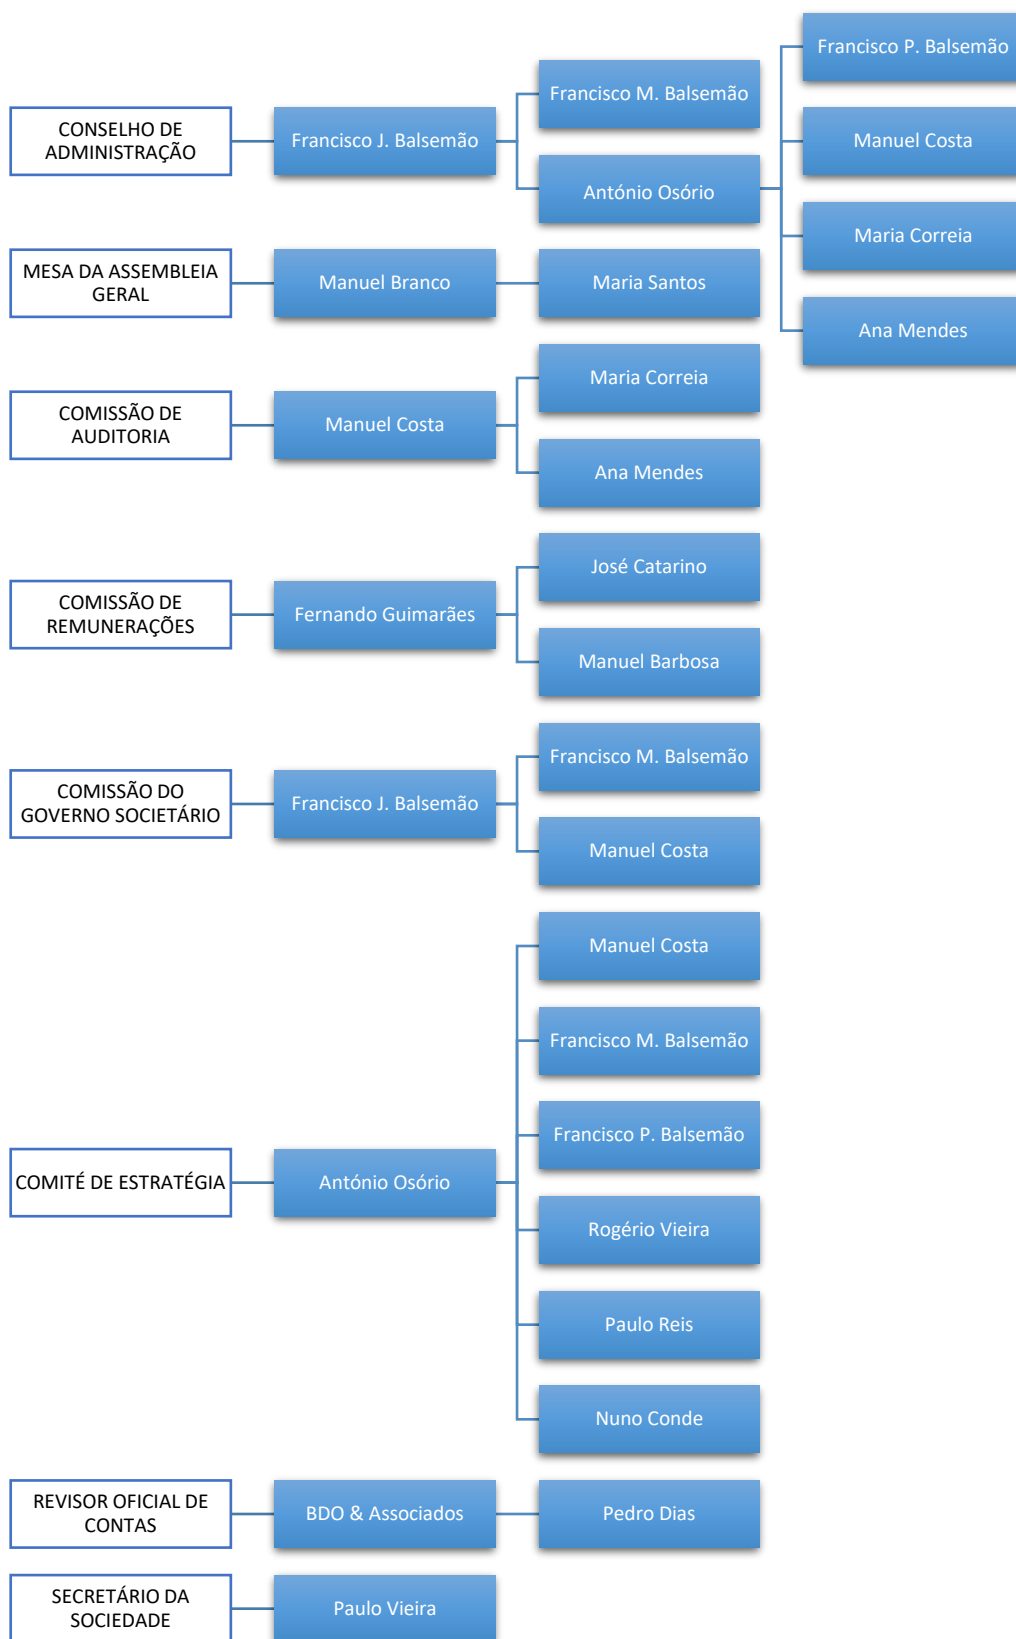 CONSELHO DE
ADMINISTRAÇÃO
Francisco J. Balsemão
Francisco M. Balsemão
António Osório
Francisco P. Balsemão
Manuel Costa
Maria Correia
Ana Mendes
MESA DA ASSEMBLEIA
GERAL
Manuel Branco
Maria Santos
COMISSÃO DE
AUDITORIA
Manuel Costa
Maria Correia
Ana Mendes
COMISSÃO DE
REMUNERAÇÕES
Fernando Guimarães
José Catarino
Manuel Barbosa
COMISSÃO DO
GOVERNO SOCIETÁRIO
Francisco J. Balsemão
Francisco M. Balsemão
Manuel Costa
COMITÉ DE ESTRATÉGIA
António Osório
Manuel Costa
Francisco M. Balsemão
Francisco P. Balsemão
Rogério Vieira
Paulo Reis
Nuno Conde
REVISOR OFICIAL DE
CONTAS
BDO & Associados
Pedro Dias
SECRETÁRIO DA
SOCIEDADE
Paulo Vieira